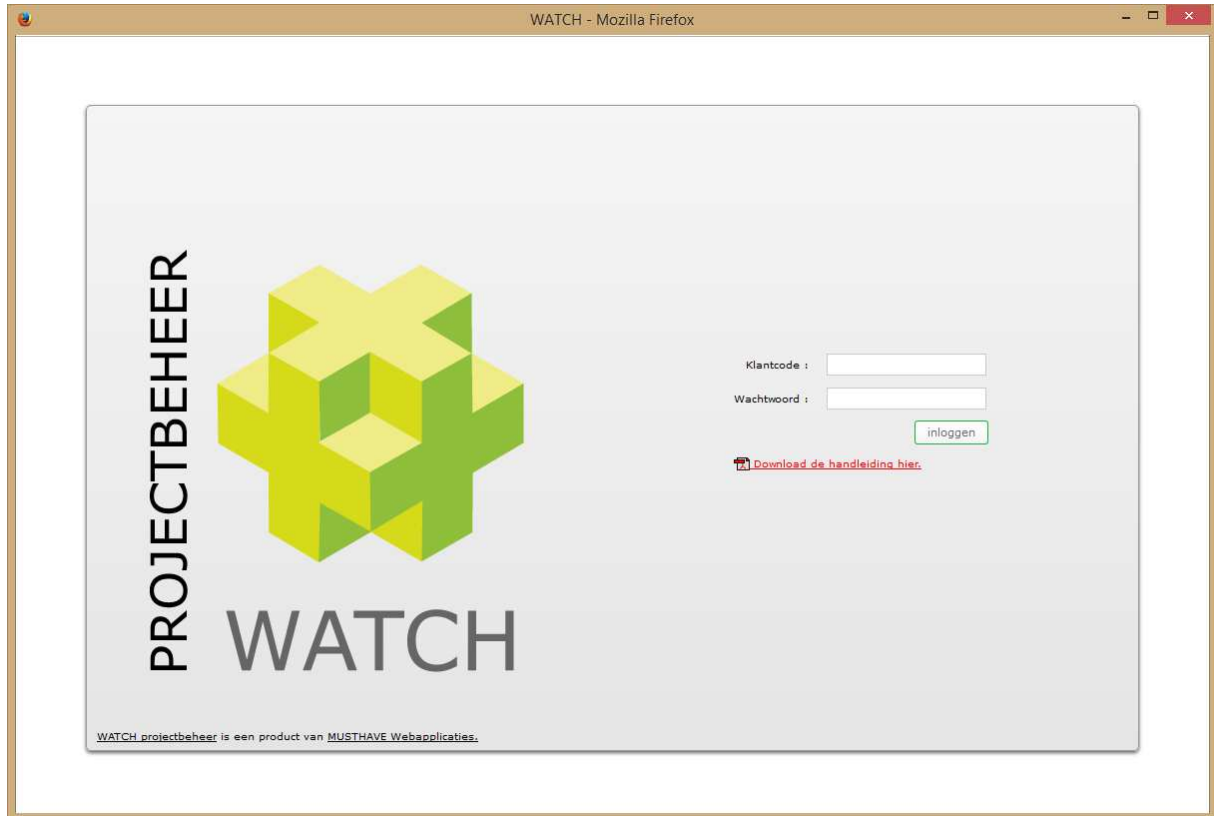 WATCH - Mozilla Firefox
PROJECTBEHEER
WATCH
Klantcode :
Wachtwoord :
inloggen
Download de handleiding hier.
WATCH projectbeheer is een product van MUSTHAVE Webapplicaties.